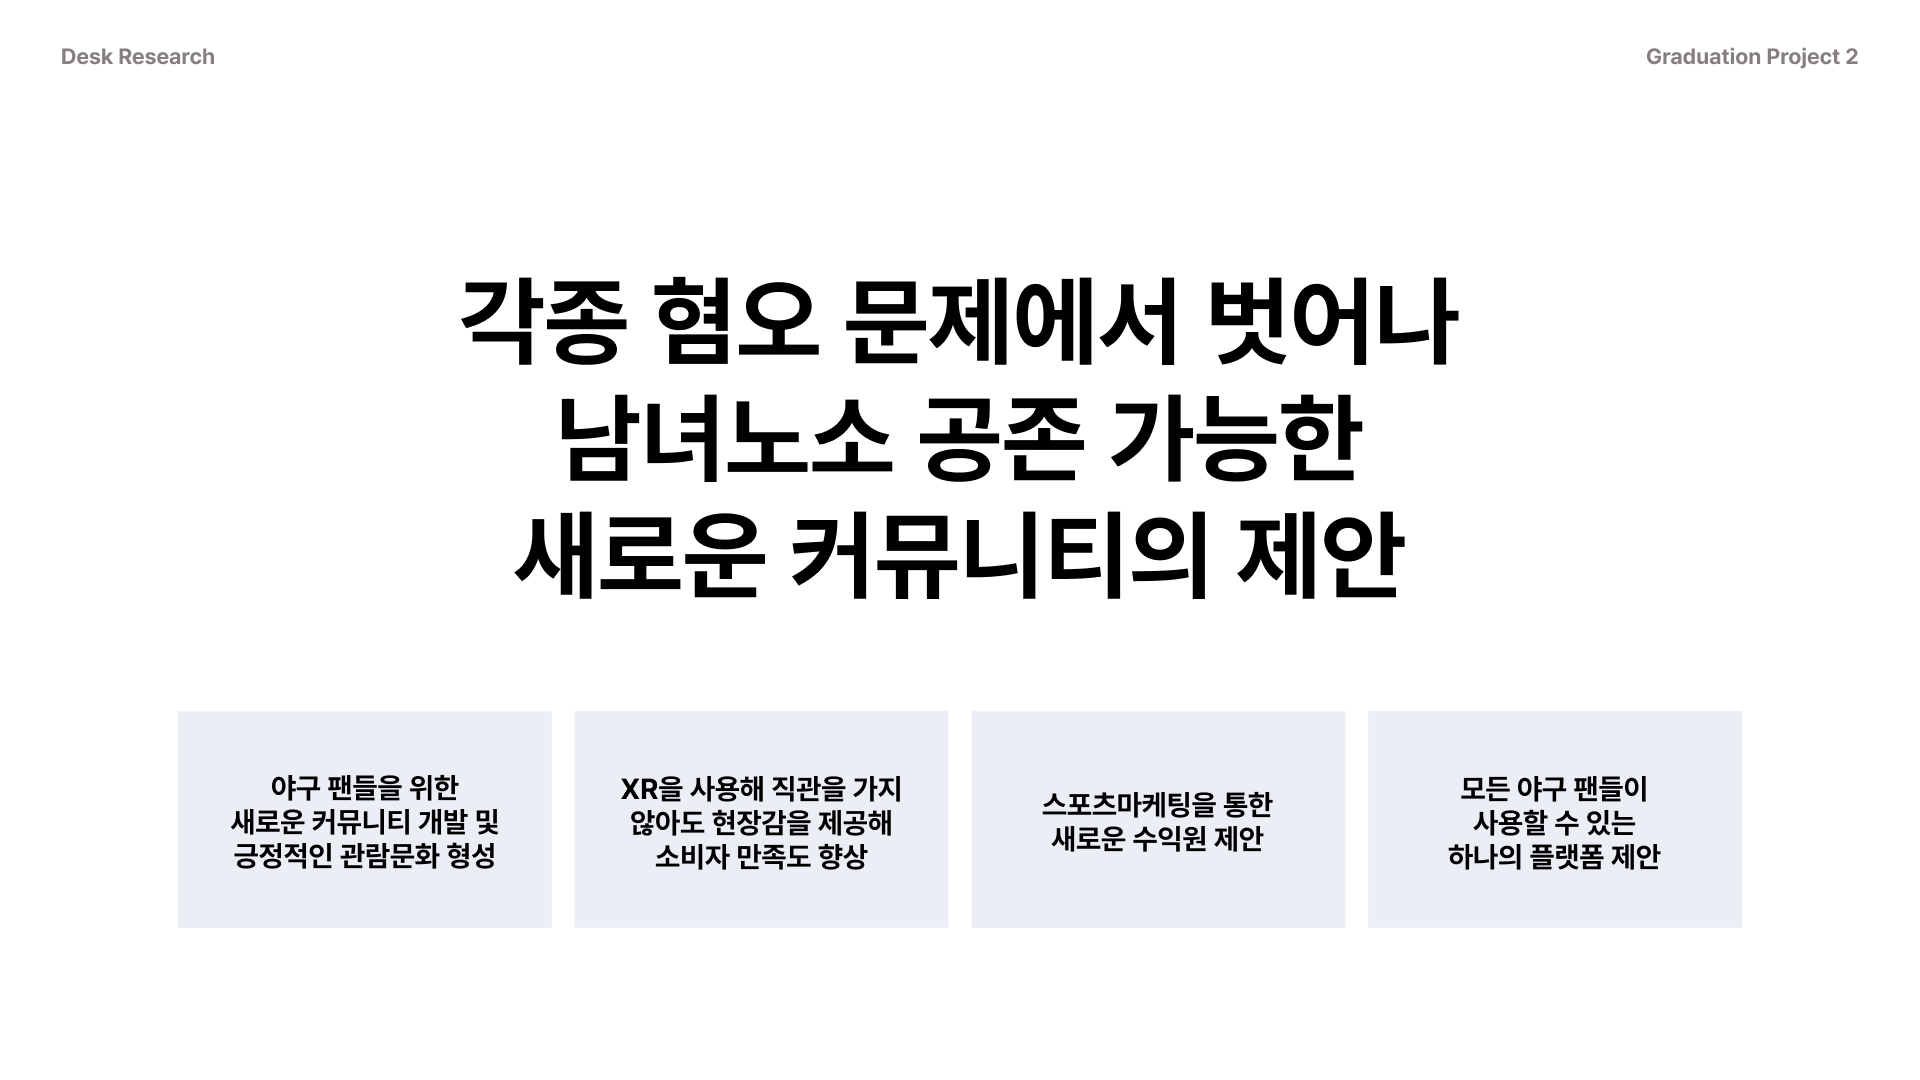 Desk Research
Graduation Project 2
각종 혐오 문제에서 벗어나
남녀노소 공존 가능한
새로운 커뮤니티의 제안
야구 팬들을 위한
새로운 커뮤니티 개발 및
긍정적인 관람문화 형성
XR을 사용해 직관을 가지
않아도 현장감을 제공해
소비자 만족도 향상
스포츠마케팅을 통한
새로운 수익원 제안
모든 야구 팬들이
사용할 수 있는
하나의 플랫폼 제안